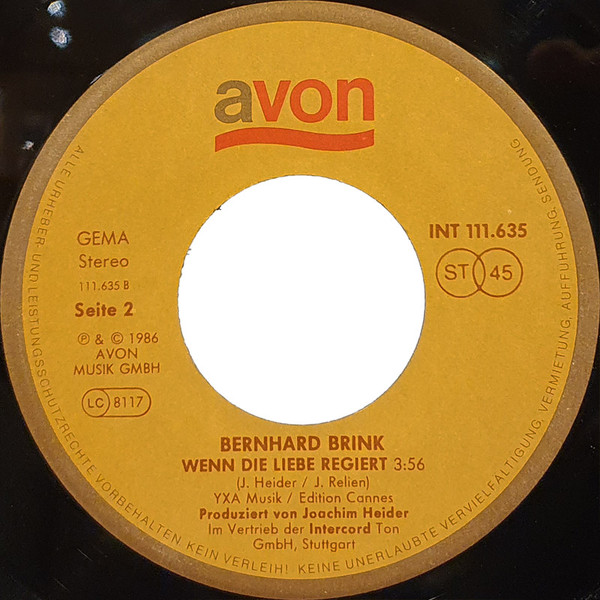 avon
GEMA
Stereo
111.635 B
Seite 2
℗ & © 1986
AVON
MUSIK GMBH
LC 8117
INT 111.635
ST 45
BERNHARD BRINK
WENN DIE LIEBE REGIERT 3:56
(J. Heider / J. Relien)
YXA Musik / Edition Cannes
Produziert von Joachim Heider
Im Vertrieb der Intercord Ton
GmbH, Stuttgart
ALLE URHEBER- UND LEISTUNGSSCHUTZRECHTE VORBEHALTEN KEIN VERLEIH! KEINE UNERLAUBTE VERVIELFÄLTIGUNG, VERMIETUNG, AUFFÜHRUNG, SENDUNG